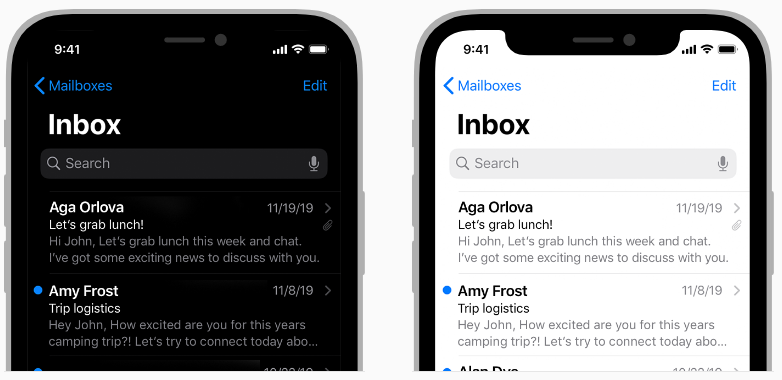 9:41
Mailboxes
Edit
Inbox
Search
Aga Orlova 11/19/19
Let's grab lunch!
Hi John, Let's grab lunch this week and chat.
I've got some exciting news to discuss with you.
Amy Frost 11/8/19
Trip logistics
Hey John, How excited are you for this years
camping trip?! Let's try to connect today abo...
9:41
Mailboxes
Edit
Inbox
Search
Aga Orlova 11/19/19
Let's grab lunch!
Hi John, Let's grab lunch this week and chat.
I've got some exciting news to discuss with you.
Amy Frost 11/8/19
Trip logistics
Hey John, How excited are you for this years
camping trip?! Let's try to connect today abo...